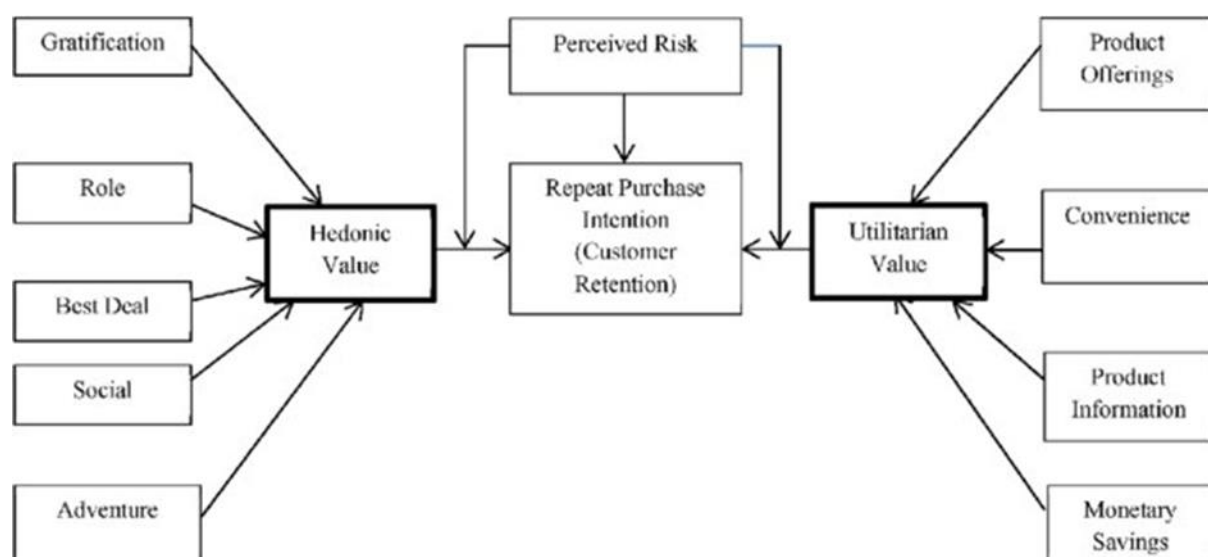 Gratification
Role
Best Deal
Social
Adventure
Hedonic
Value
Perceived Risk
Repeat Purchase
Intention
(Customer
Retention)
Utilitarian
Value
Product
Offerings
Convenience
Product
Information
Monetary
Savings